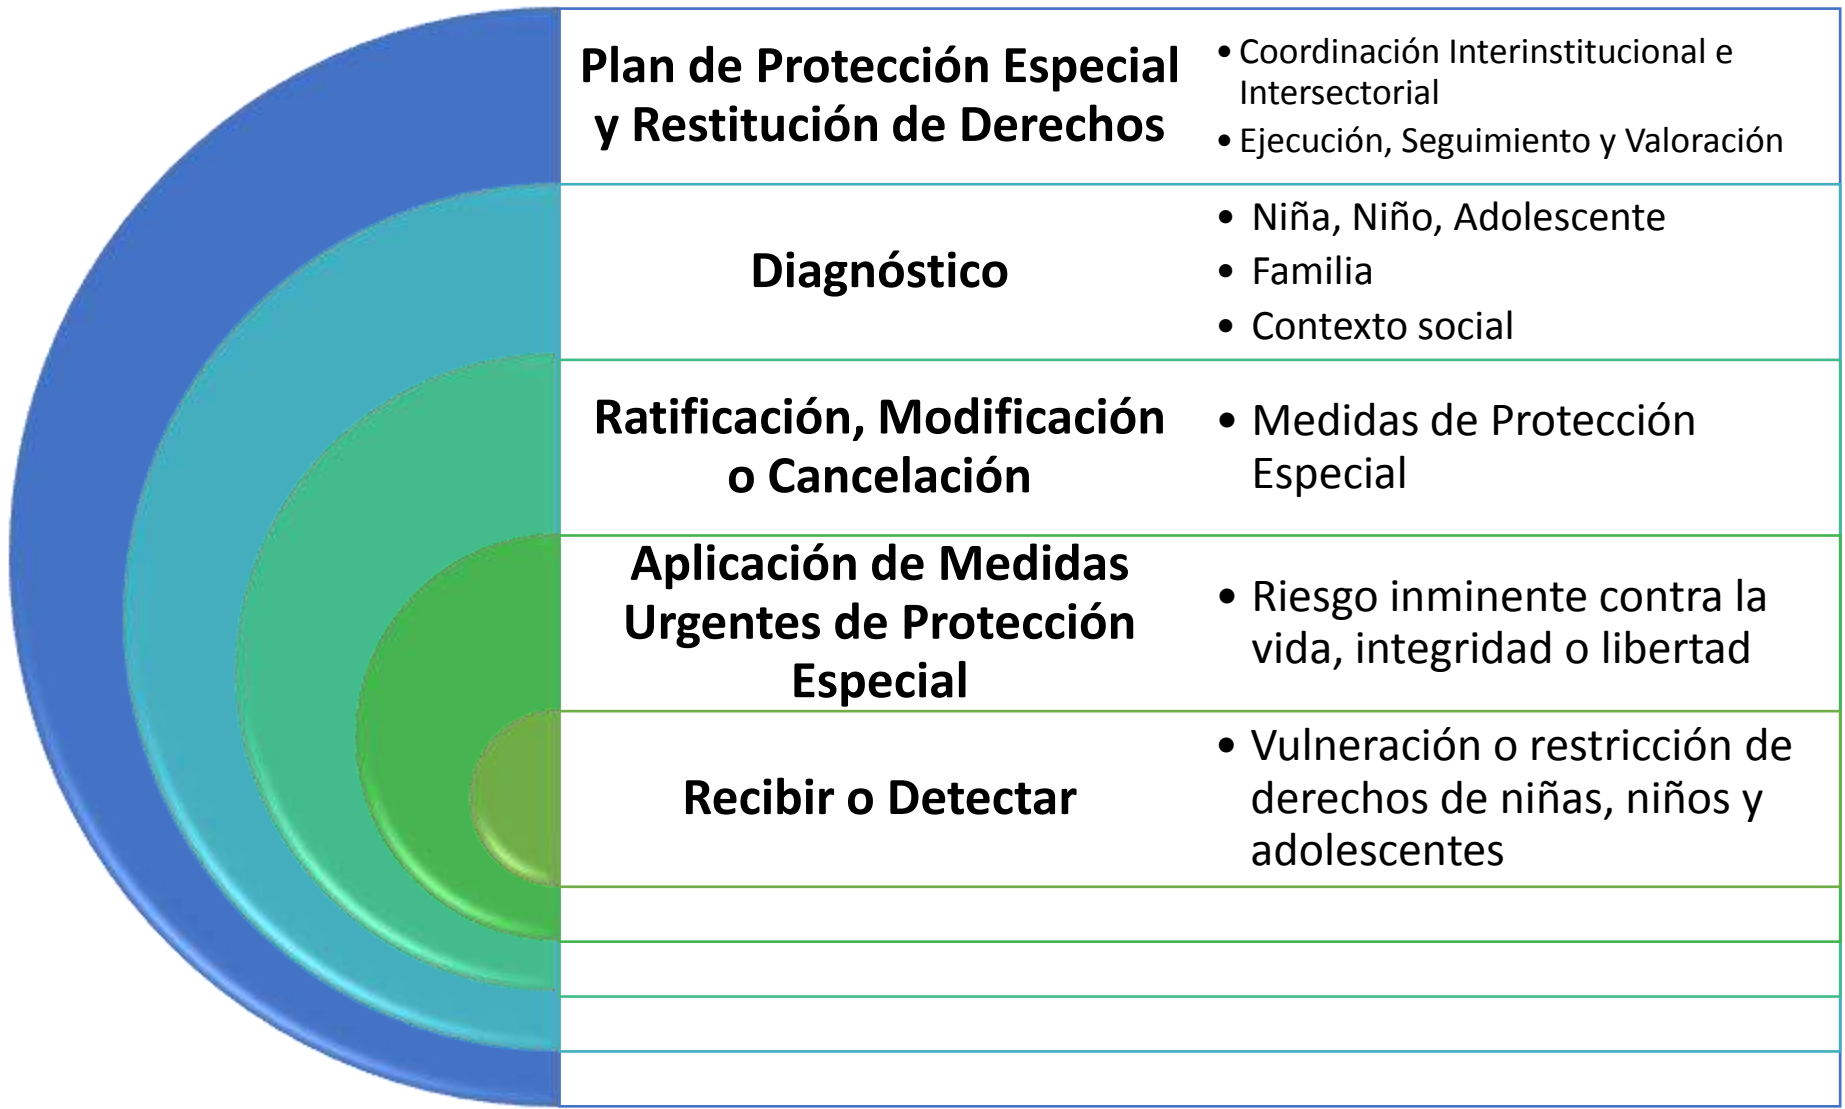 Plan de Protección Especial
y Restitución de Derechos
• Coordinación Interinstitucional e
Intersectorial
• Ejecución, Seguimiento y Valoración
Diagnóstico
• Niña, Niño, Adolescente
• Familia
• Contexto social
Ratificación, Modificación
o Cancelación
• Medidas de Protección
Especial
Aplicación de Medidas
Urgentes de Protección
Especial
• Riesgo inminente contra la
vida, integridad o libertad
Recibir o Detectar
• Vulneración o restricción de
derechos de niñas, niños y
adolescentes